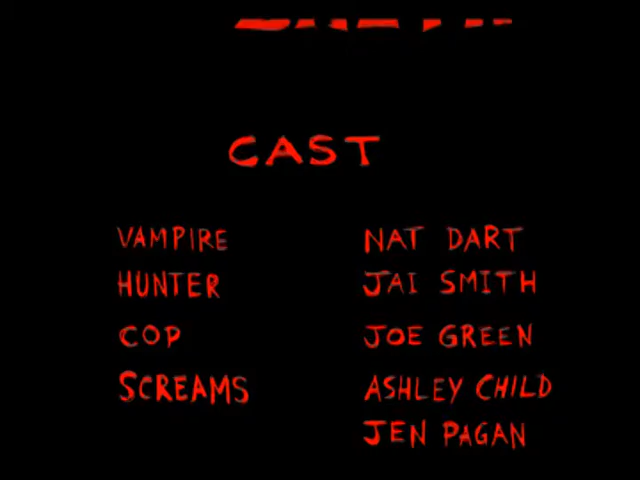 CAST
VAMPIRE NAT DART
HUNTER JAI SMITH
COP JOE GREEN
SCREAMS ASHLEY CHILD
JEN PAGAN